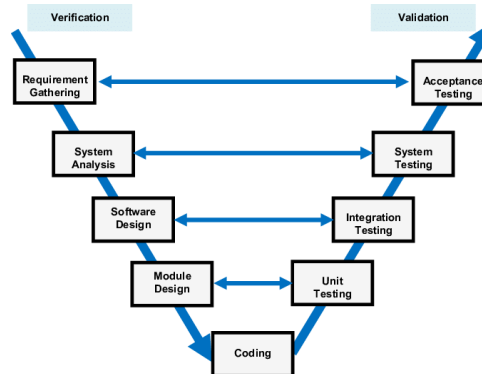 Verification
Validation
Requirement
Gathering
Acceptance
Testing
System
Analysis
System
Testing
Software
Design
Integration
Testing
Module
Design
Unit
Testing
Coding